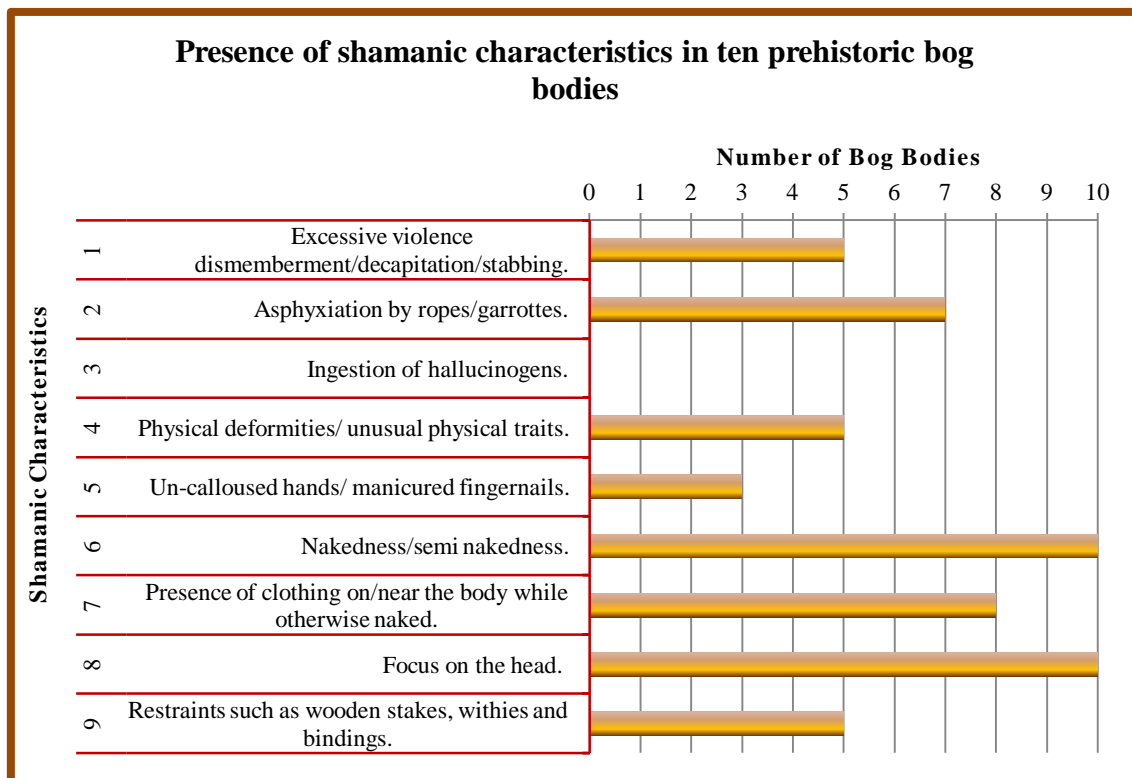 Presence of shamanic characteristics in ten prehistoric bog
bodies
Number of Bog Bodies
0 1 2 3 4 5 6 7 8 9 10
Shamanic Characteristics
1 Excessive violence
dismemberment/decapitation/stabbing.
2 Asphyxiation by ropes/garrottes.
3 Ingestion of hallucinogens.
4 Physical deformities/ unusual physical traits.
5 Un-calloused hands/ manicured fingernails.
6 Nakedness/semi nakedness.
7 Presence of clothing on/near the body while
otherwise naked.
8 Focus on the head.
9 Restraints such as wooden stakes, withies and
bindings.